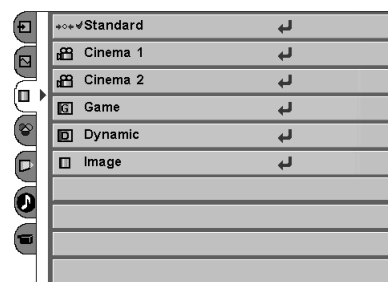 Standard
Cinema 1
Cinema 2
G Game
D Dynamic
Image